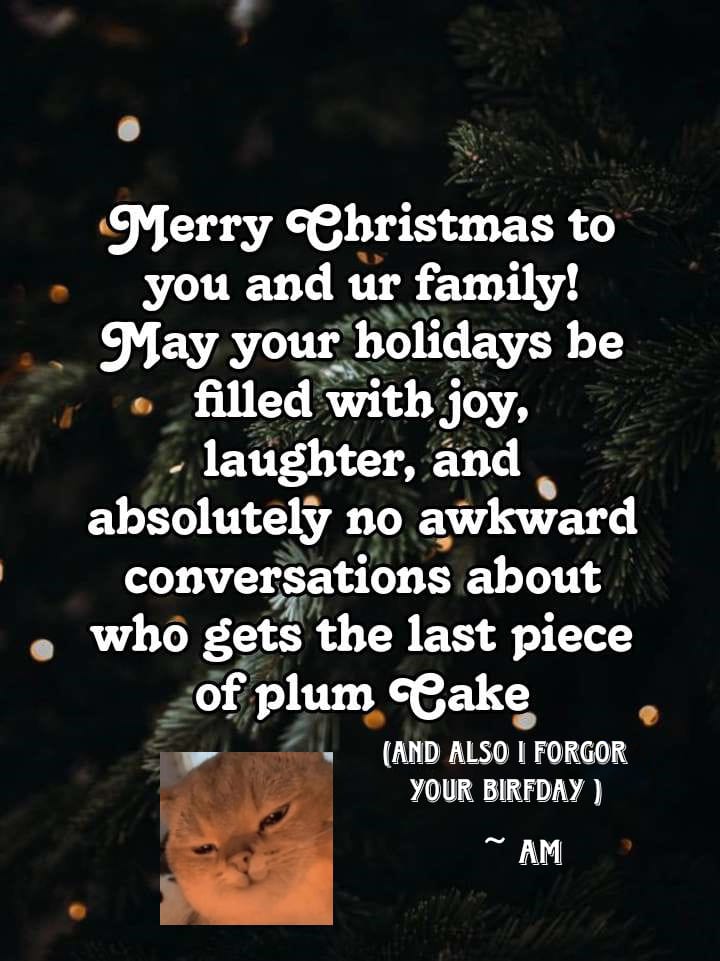 Merry Christmas to
you and ur family!
May your holidays be
filled with joy,
laughter, and
absolutely no awkward
conversations about
who gets the last piece
of plum Cake
(AND ALSO I FORGOR
YOUR BIRFDAY )
~ AM